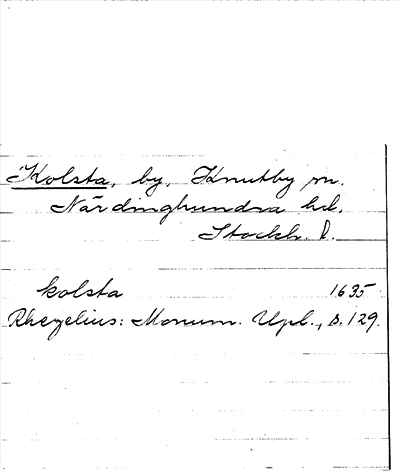 Kolsta, by, Knutby sn.
Närdinghundra hd.
Stockh. l.
kolsta 1635
Rhezelius: Monum. Upl., s. 129.